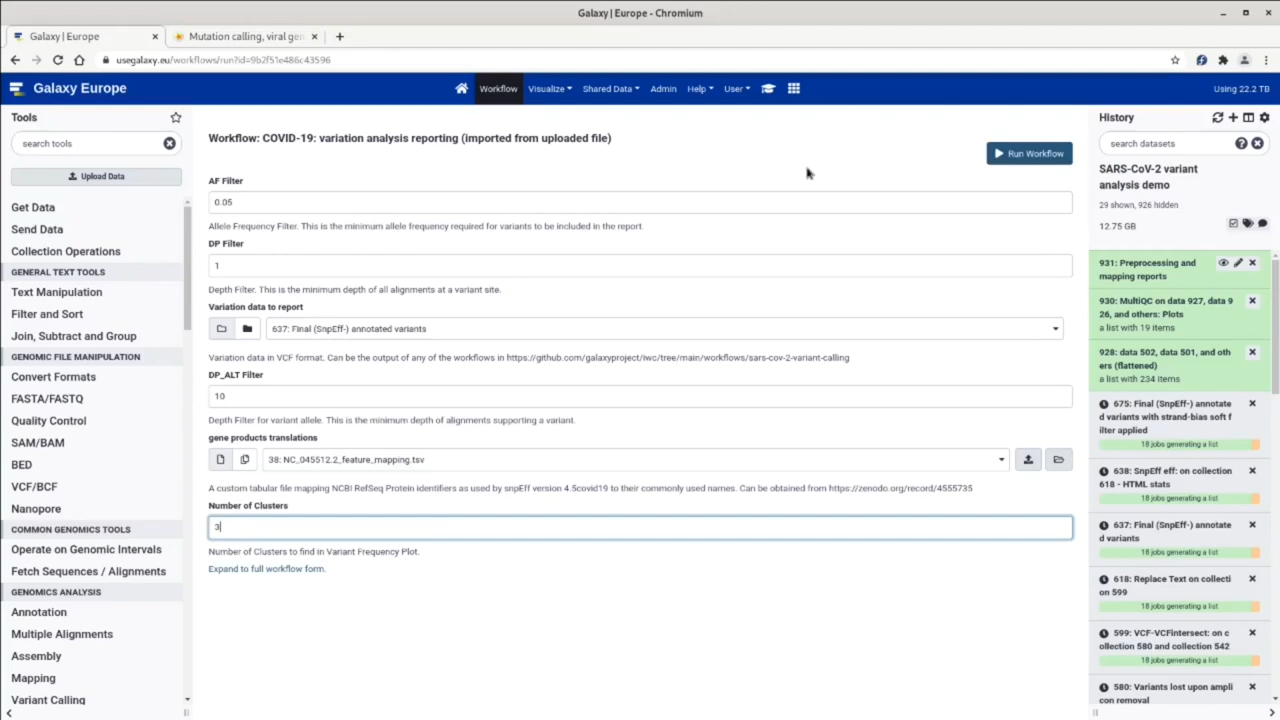 Galaxy | Europe - Chromium
Galaxy | Europe
Mutation calling, viral gen
usegalaxy.eu/workflows/run?id=9b2f51e486c43596
Galaxy Europe
Workflow
Visualize
Shared Data
Admin
Help
User
Using 22.2 TB
Tools
search tools
Upload Data
Get Data
Send Data
Collection Operations
GENERAL TEXT TOOLS
Text Manipulation
Filter and Sort
Join, Subtract and Group
GENOMIC FILE MANIPULATION
Convert Formats
FASTA/FASTQ
Quality Control
SAM/BAM
BED
VCF/BCF
Nanopore
COMMON GENOMICS TOOLS
Operate on Genomic Intervals
Fetch Sequences / Alignments
GENOMICS ANALYSIS
Annotation
Multiple Alignments
Assembly
Mapping
Variant Calling
Workflow: COVID-19: variation analysis reporting (imported from uploaded file)
Run Workflow
AF Filter
0.05
Allele Frequency Filter. This is the minimum allele frequency required for variants to be included in the report.
DP Filter
1
Depth Filter. This is the minimum depth of all alignments at a variant site.
Variation data to report
637: Final (SnpEff-) annotated variants
Variation data in VCF format. Can be the output of any of the workflows in https://github.com/galaxyproject/iwc/tree/main/workflows/sars-cov-2-variant-calling
DP_ALT Filter
10
Depth Filter for variant allele. This is the minimum depth of alignments supporting a variant.
gene products translations
38: NC_045512.2_feature_mapping.tsv
A custom tabular file mapping NCBI RefSeq Protein identifiers as used by snpEff version 4.5covid19 to their commonly used names. Can be obtained from https://zenodo.org/record/4555735
Number of Clusters
3
Number of Clusters to find in Variant Frequency Plot.
Expand to full workflow form.
History
search datasets
SARS-CoV-2 variant
analysis demo
29 shown, 926 hidden
12.75 GB
931: Preprocessing and
mapping reports
930: MultiQC on data 927, data 9
26, and others: Plots
a list with 19 items
928: data 502, data 501, and oth
ers (flattened)
a list with 234 items
675: Final (SnpEff-) annotate
d variants with strand-bias soft f
ilter applied
18 jobs generating a list
638: SnpEff eff: on collection
618 - HTML stats
18 jobs generating a list
637: Final (SnpEff-) annotate
d variants
18 jobs generating a list
618: Replace Text on collecti
on 599
18 jobs generating a list
599: VCF-VCFintersect: on c
ollection 580 and collection 542
18 jobs generating a list
580: Variants lost upon ampli
con removal